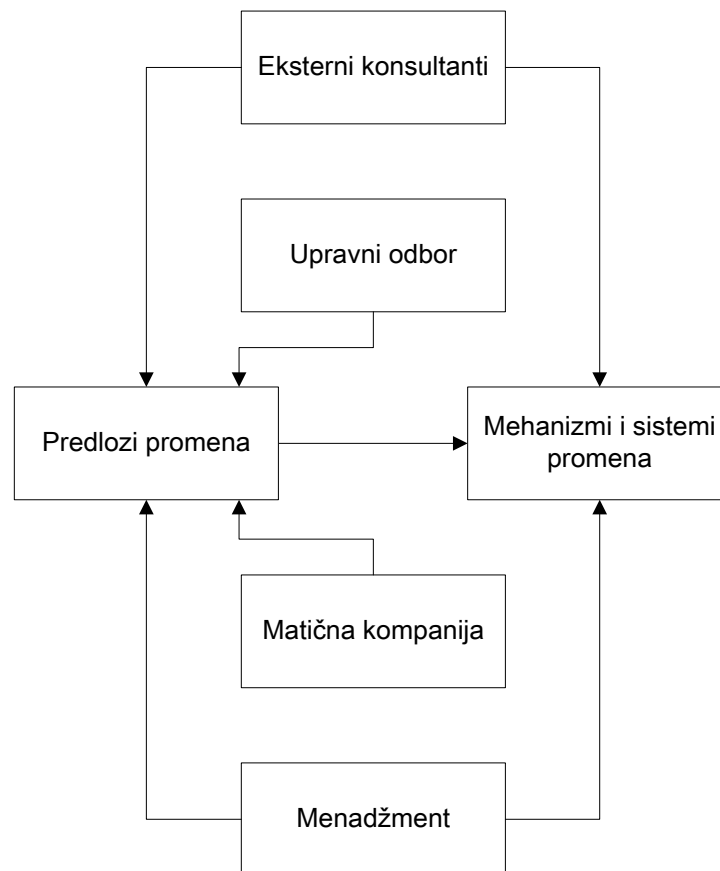 Eksterni konsultanti
Upravni odbor
Predlozi promena
Mehanizmi i sistemi
promena
Matična kompanija
Menadžment